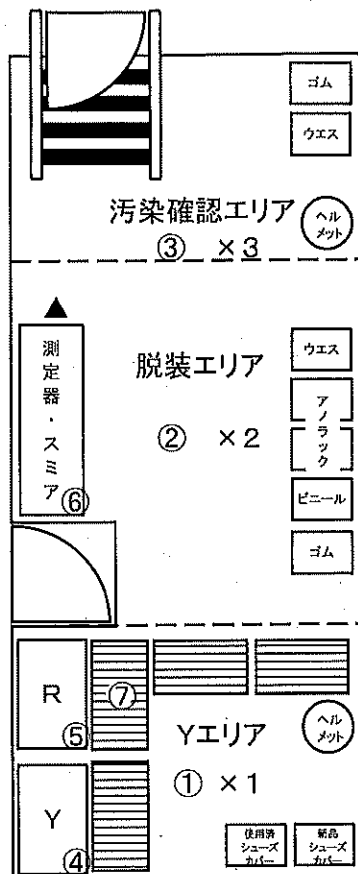 ゴム
ウエス
汚染確認エリア
ヘル
メット
③ ×3
測定器・スミア
⑥
脱装エリア
② ×2
ウエス
アノラック
ビニール
ゴム
R
⑤
⑦
Yエリア
ヘル
メット
① ×1
Y
④
使用済
シューズ
カバー
新品
シューズ
カバー